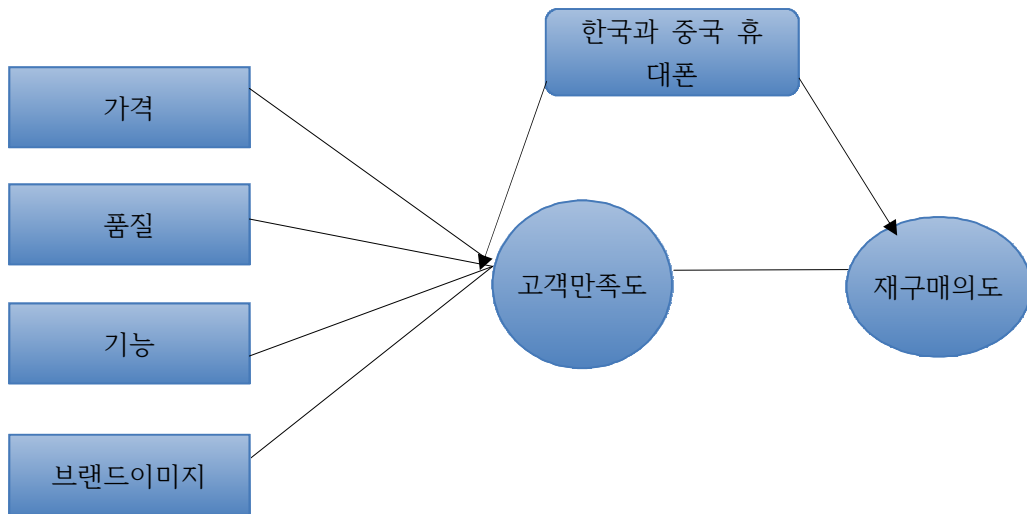 한국과 중국 휴
대폰
가격
품질
고객만족도
재구매의도
기능
브랜드이미지